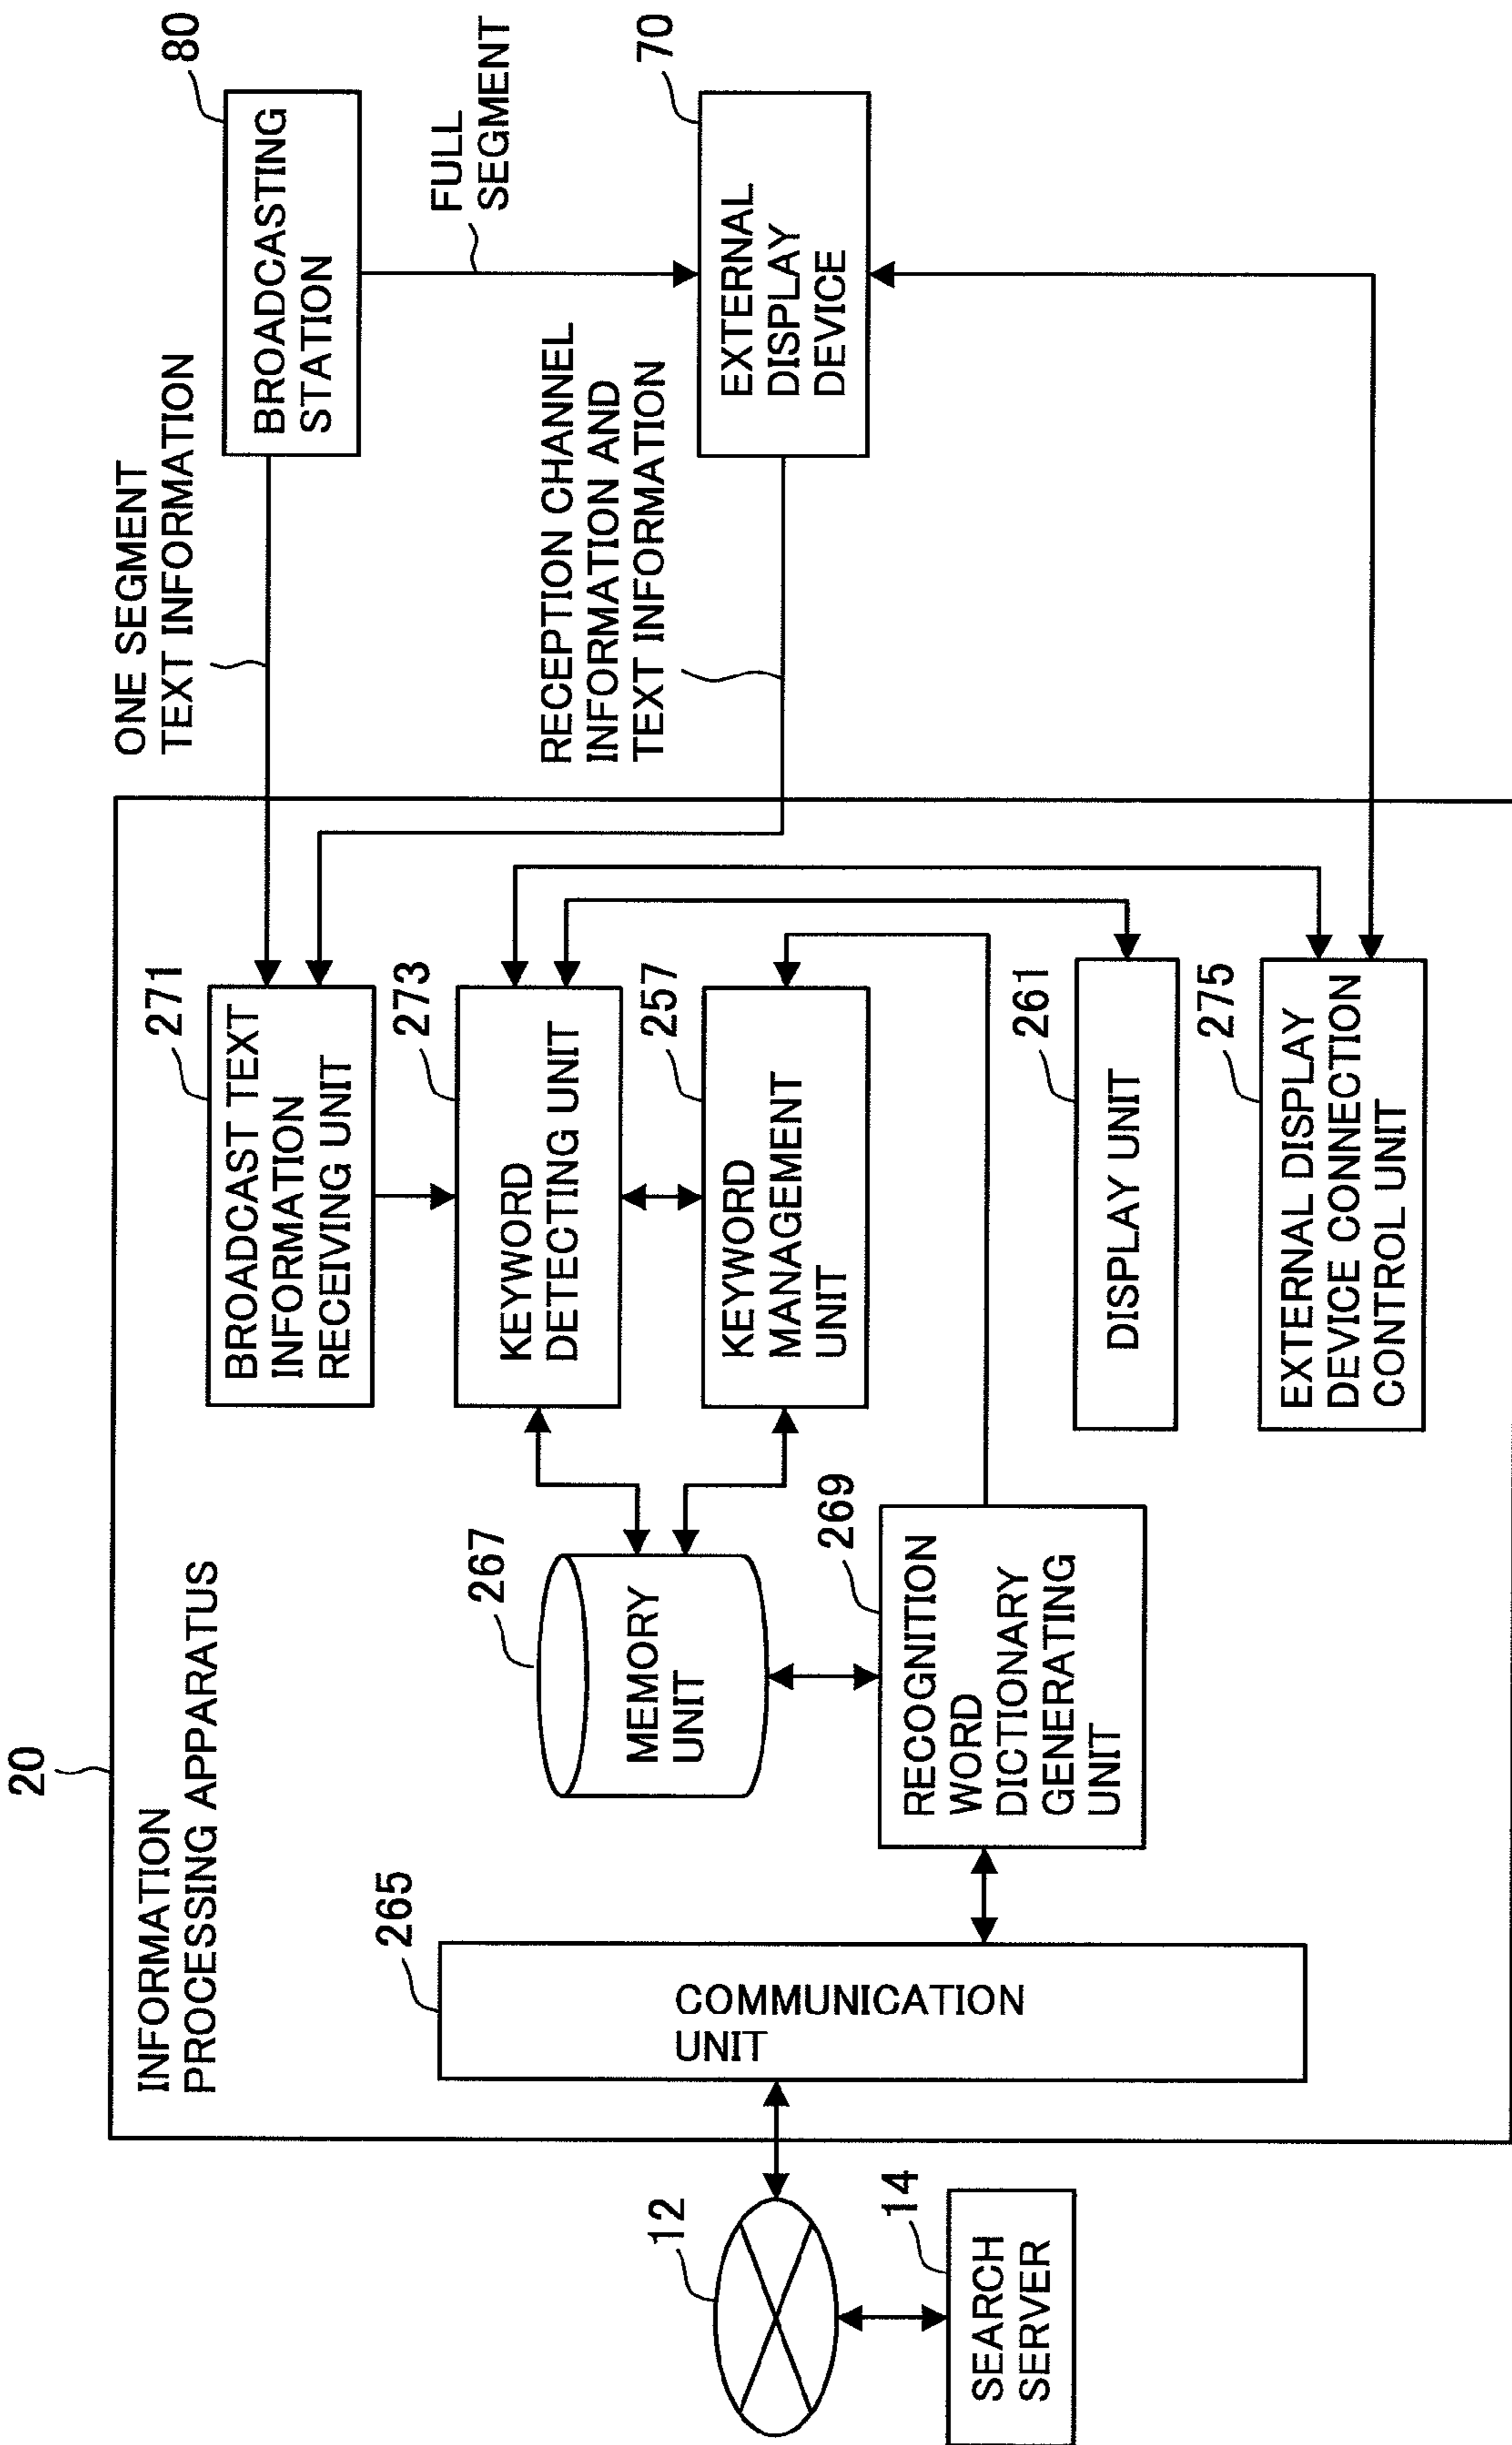 20
INFORMATION
PROCESSING APPARATUS
12
14
SEARCH
SERVER
265
COMMUNICATION
UNIT
267
MEMORY
UNIT
269
RECOGNITION
WORD
DICTIONARY
GENERATING
UNIT
271
BROADCAST TEXT
INFORMATION
RECEIVING UNIT
273
KEYWORD
DETECTING UNIT
257
KEYWORD
MANAGEMENT
UNIT
261
DISPLAY UNIT
275
EXTERNAL DISPLAY
DEVICE CONNECTION
CONTROL UNIT
ONE SEGMENT
TEXT INFORMATION
RECEPTION CHANNEL
INFORMATION AND
TEXT INFORMATION
80
BROADCASTING
STATION
FULL
SEGMENT
70
EXTERNAL
DISPLAY
DEVICE